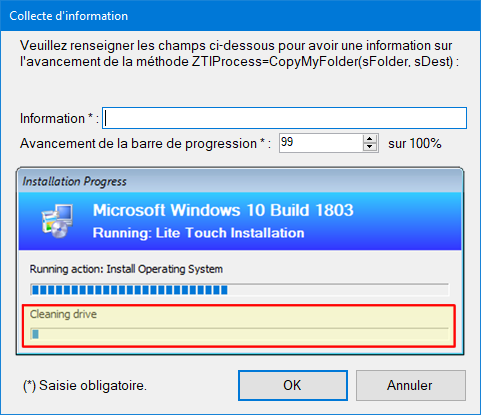 Collecte d'information
Veuillez renseigner les champs ci-dessous pour avoir une information sur
l'avancement de la méthode ZTIProcess=CopyMyFolder(sFolder, sDest) :
Information * :
Avancement de la barre de progression * : 99 sur 100%
Installation Progress
Microsoft Windows 10 Build 1803
Running: Lite Touch Installation
Running action: Install Operating System
Cleaning drive
(*) Saisie obligatoire.
OK
Annuler